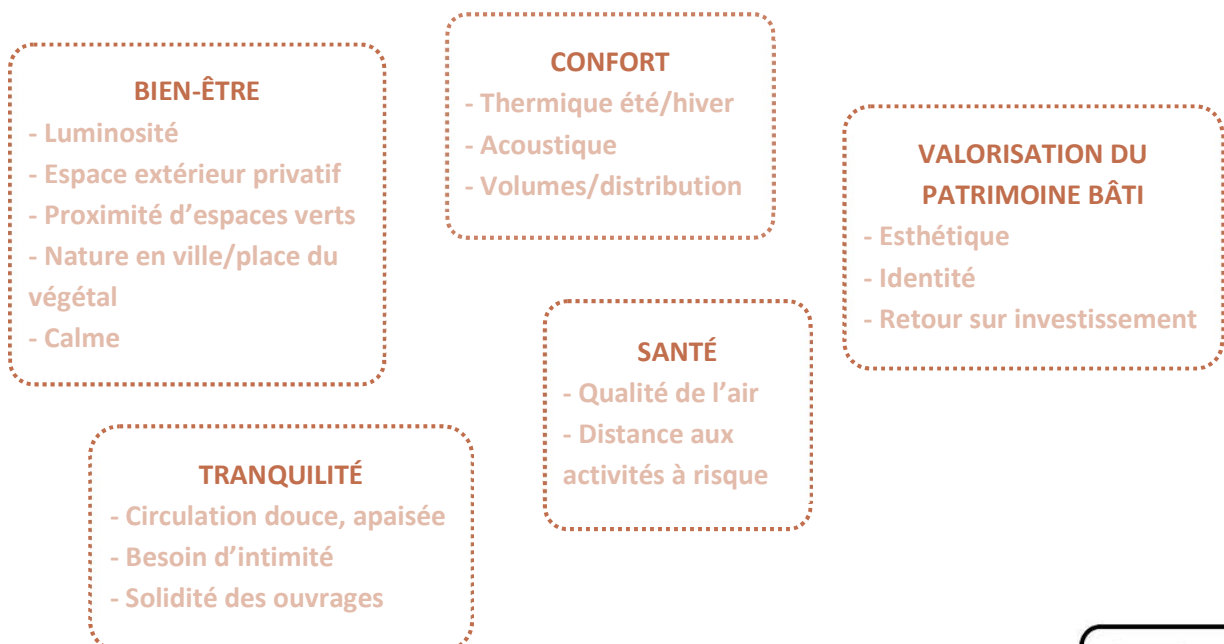 BIEN-ÊTRE
- Luminosité
- Espace extérieur privatif
- Proximité d’espaces verts
- Nature en ville/place du
végétal
- Calme
CONFORT
- Thermique été/hiver
- Acoustique
- Volumes/distribution
VALORISATION DU
PATRIMOINE BÂTI
- Esthétique
- Identité
- Retour sur investissement
SANTÉ
- Qualité de l’air
- Distance aux
activités à risque
TRANQUILITÉ
- Circulation douce, apaisée
- Besoin d’intimité
- Solidité des ouvrages